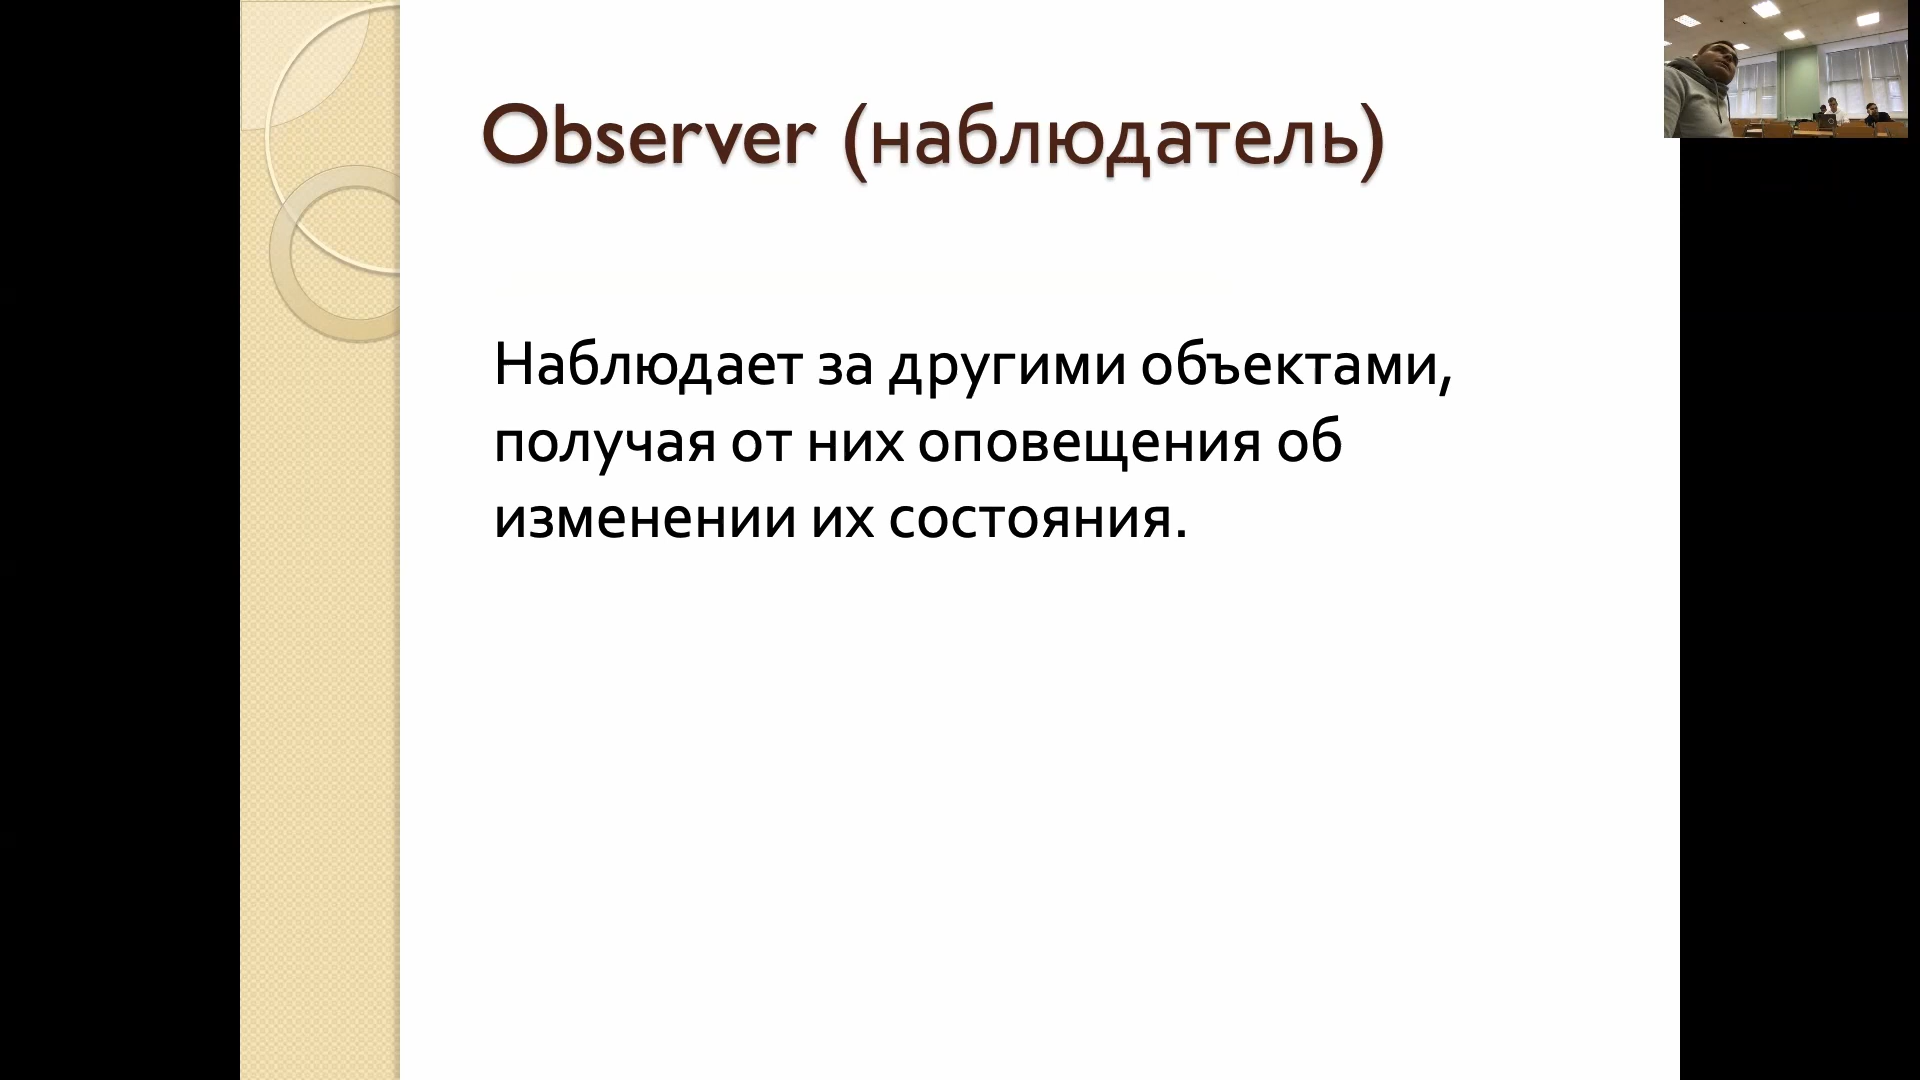 Observer (наблюдатель)
Наблюдает за другими объектами,
получая от них оповещения об
изменении их состояния.